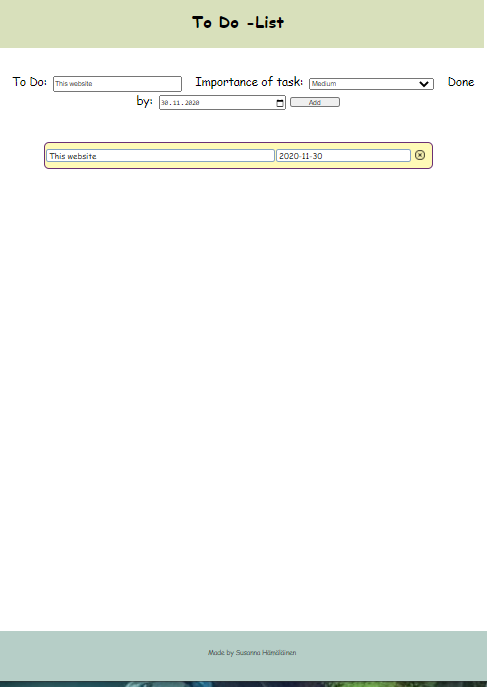 To Do -List
To Do: This website Importance of task: Medium Done
by: 30.11.2020 Add
This website 2020-11-30
Made by Susanna Hämäläinen